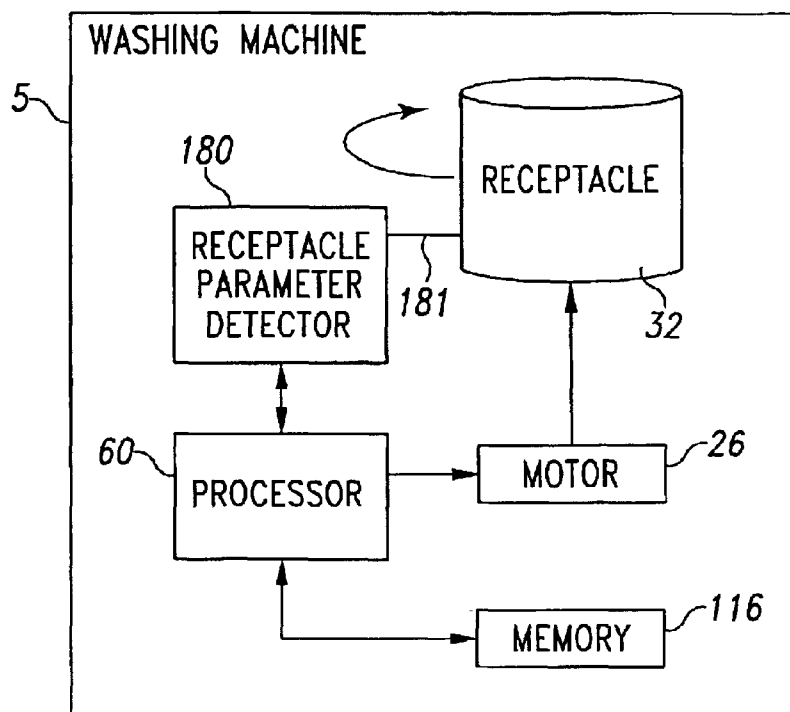 WASHING MACHINE
5
180
RECEPTACLE
RECEPTACLE
PARAMETER
DETECTOR
181
32
60
PROCESSOR
MOTOR
26
MEMORY
116